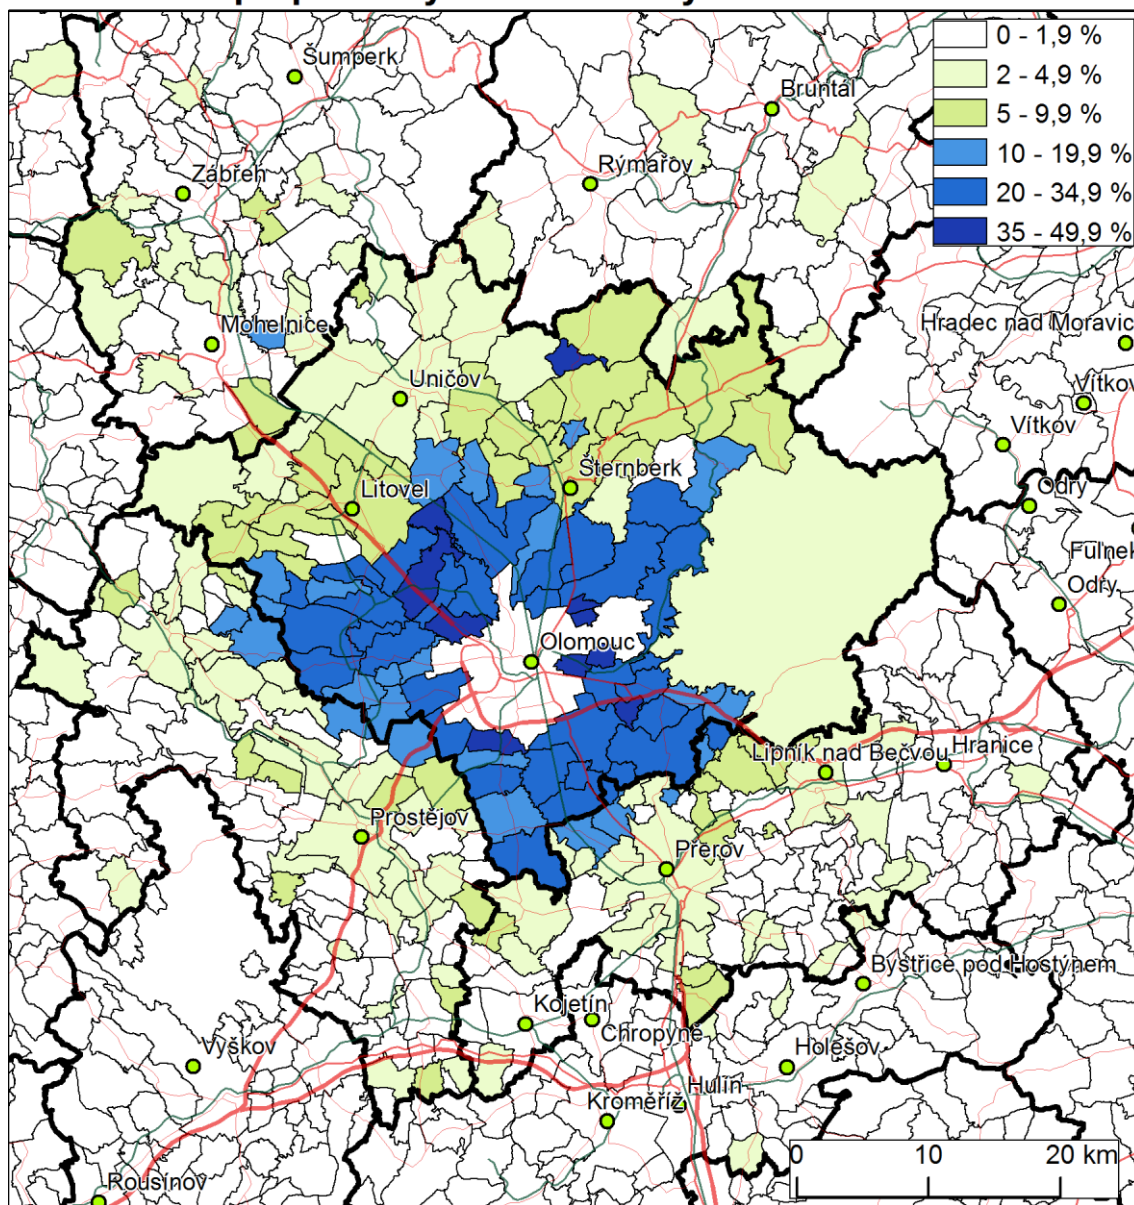 0 - 1,9 %
2 - 4,9 %
5 - 9,9 %
10 - 19,9 %
20 - 34,9 %
35 - 49,9 %
Šumperk
Bruntál
Zábřeh
Rýmařov
Mohelnice
Hradec nad Moravic
Uničov
Vítkov
Vítkov
Šternberk
Litovel
Odry
Fulnek
Odry
Olomouc
Lipník nad Bečvou
Hranice
Prostějov
Přerov
Bystřice pod Hostýnem
Kojetín
Chropyně
Vyškov
Holešov
Hulín
Kroměříž
0 10 20 km
Rousínov